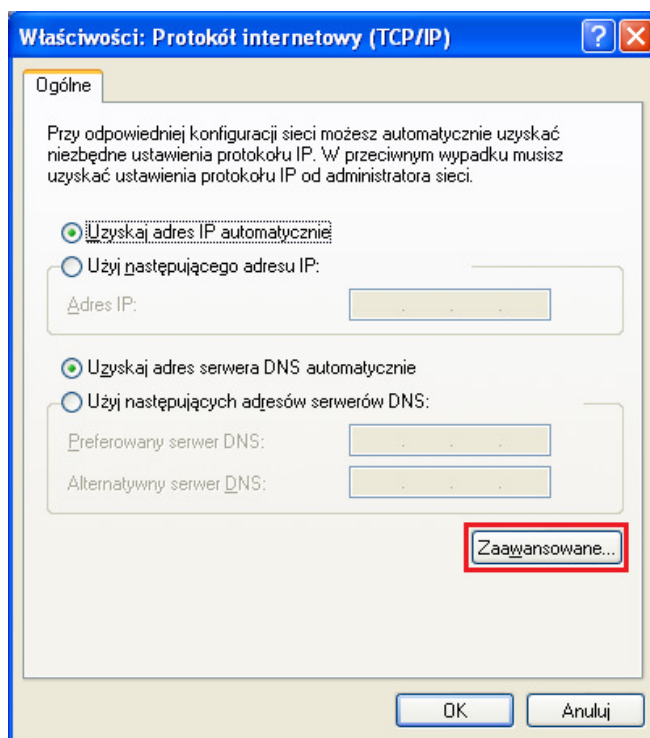 Właściwości: Protokół internetowy (TCP/IP)
Ogólne
Przy odpowiedniej konfiguracji sieci możesz automatycznie uzyskać
niezbędne ustawienia protokołu IP. W przeciwnym wypadku musisz
uzyskać ustawienia protokołu IP od administratora sieci.
Uzyskaj adres IP automatycznie
Użyj następującego adresu IP:
Adres IP:
Uzyskaj adres serwera DNS automatycznie
Użyj następujących adresów serwerów DNS:
Preferowany serwer DNS:
Alternatywny serwer DNS:
Zaawansowane...
OK Anuluj